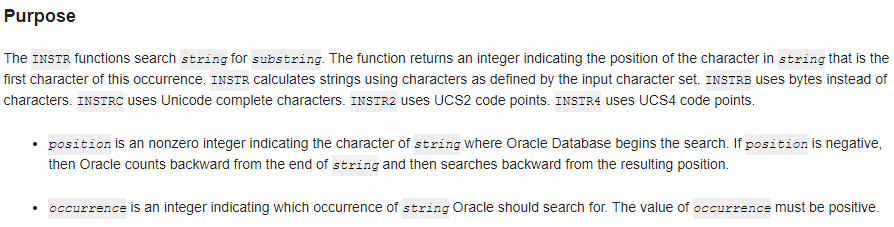 Purpose
The INSTR functions search string for substring. The function returns an integer indicating the position of the character in string that is the
first character of this occurrence. INSTR calculates strings using characters as defined by the input character set. INSTRB uses bytes instead of
characters. INSTRC uses Unicode complete characters. INSTR2 uses UCS2 code points. INSTR4 uses UCS4 code points.
• position is an nonzero integer indicating the character of string where Oracle Database begins the search. If position is negative,
then Oracle counts backward from the end of string and then searches backward from the resulting position.
• occurrence is an integer indicating which occurrence of string Oracle should search for. The value of occurrence must be positive.